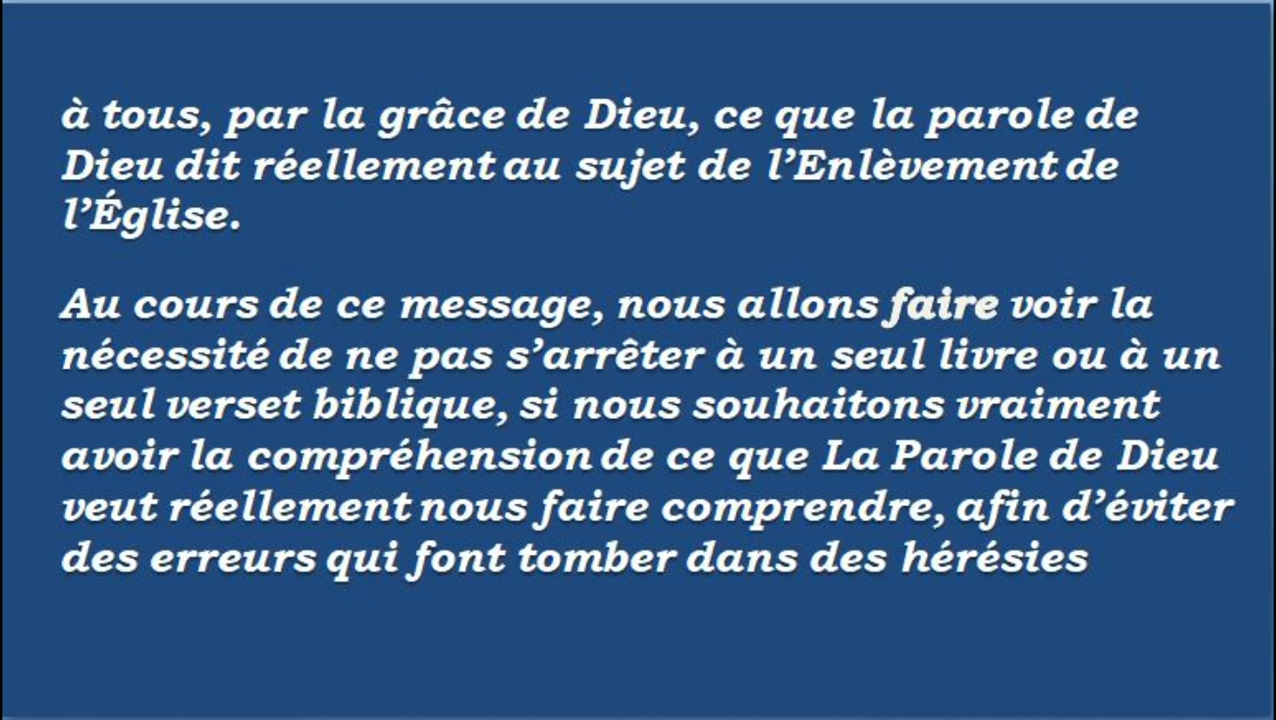 à tous, par la grâce de Dieu, ce que la parole de
Dieu dit réellement au sujet de l’Enlèvement de
l’Église.
Au cours de ce message, nous allons faire voir la
nécessité de ne pas s’arrêter à un seul livre ou à un
seul verset biblique, si nous souhaitons vraiment
avoir la compréhension de ce que La Parole de Dieu
veut réellement nous faire comprendre, afin d’éviter
des erreurs qui font tomber dans des hérésies